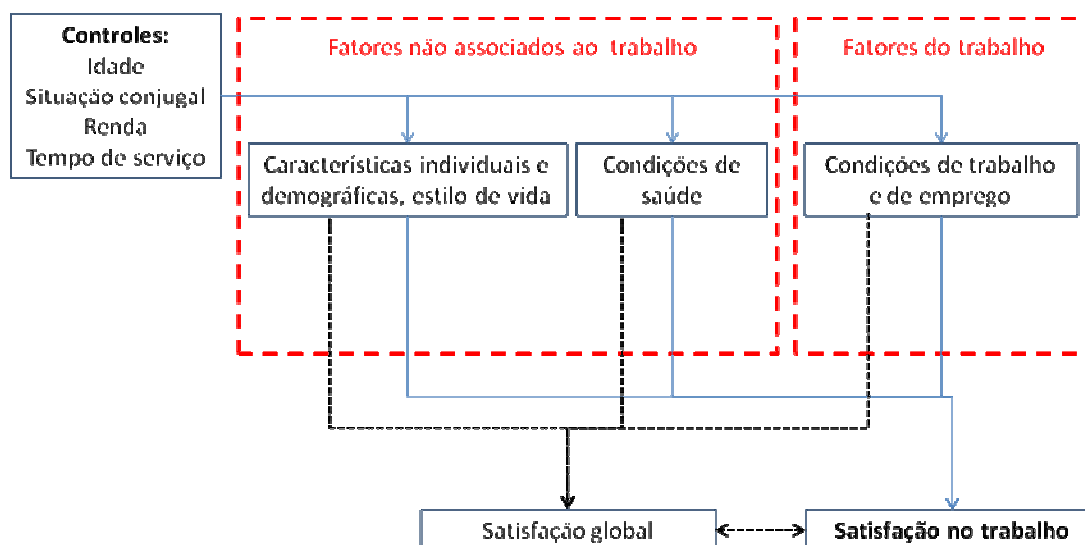 Controles:
Idade
Situação conjugal
Renda
Tempo de serviço
Fatores não associados ao trabalho
Fatores do trabalho
Características individuais e
demográficas, estilo de vida
Condições de
saúde
Condições de trabalho
e de emprego
Satisfação global
Satisfação no trabalho